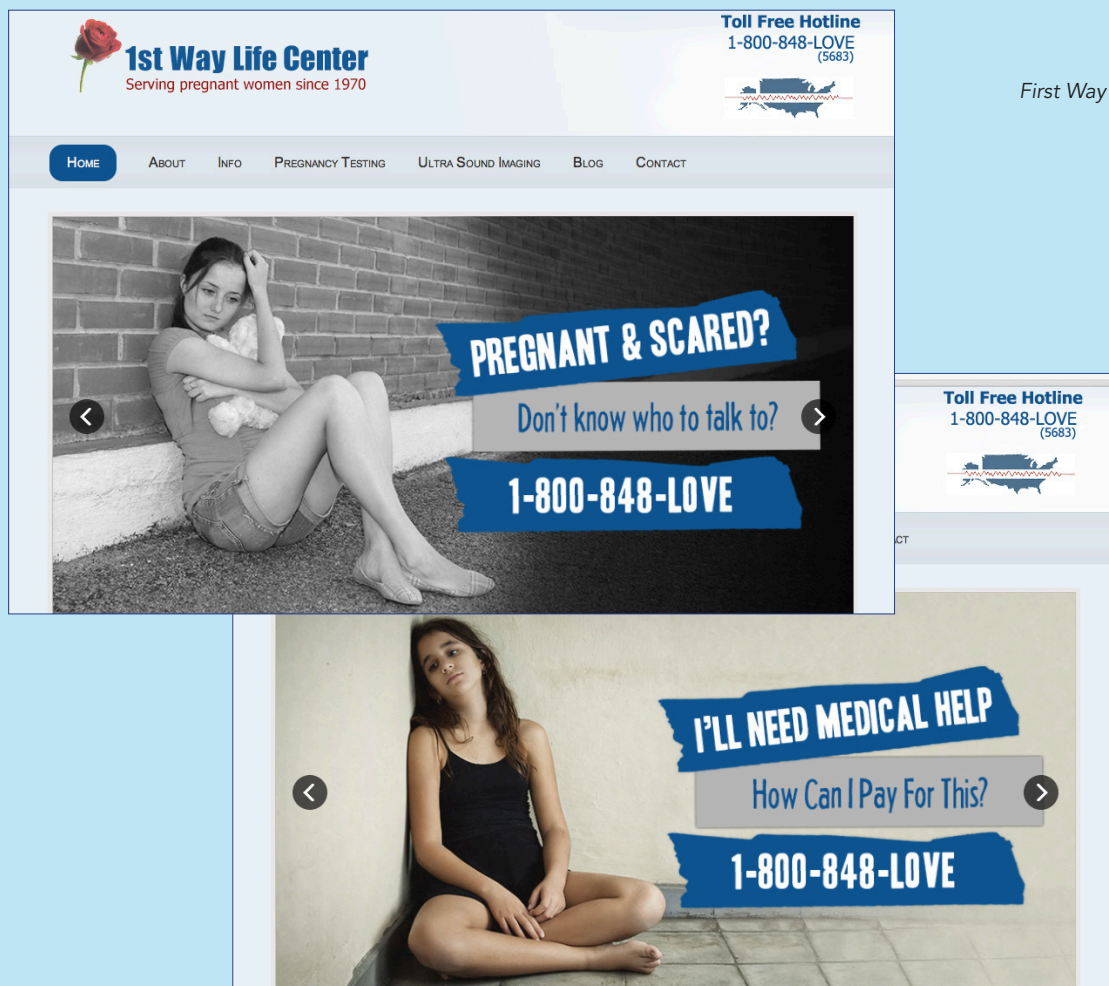 1st Way Life Center
Serving pregnant women since 1970
Toll Free Hotline
1-800-848-LOVE
(5683)
First Way
Home About Info Pregnancy Testing Ultra Sound Imaging Blog Contact
PREGNANT & SCARED?
Don't know who to talk to?
1-800-848-LOVE
Toll Free Hotline
1-800-848-LOVE
(5683)
CT
I'LL NEED MEDICAL HELP
How Can I Pay For This?
1-800-848-LOVE